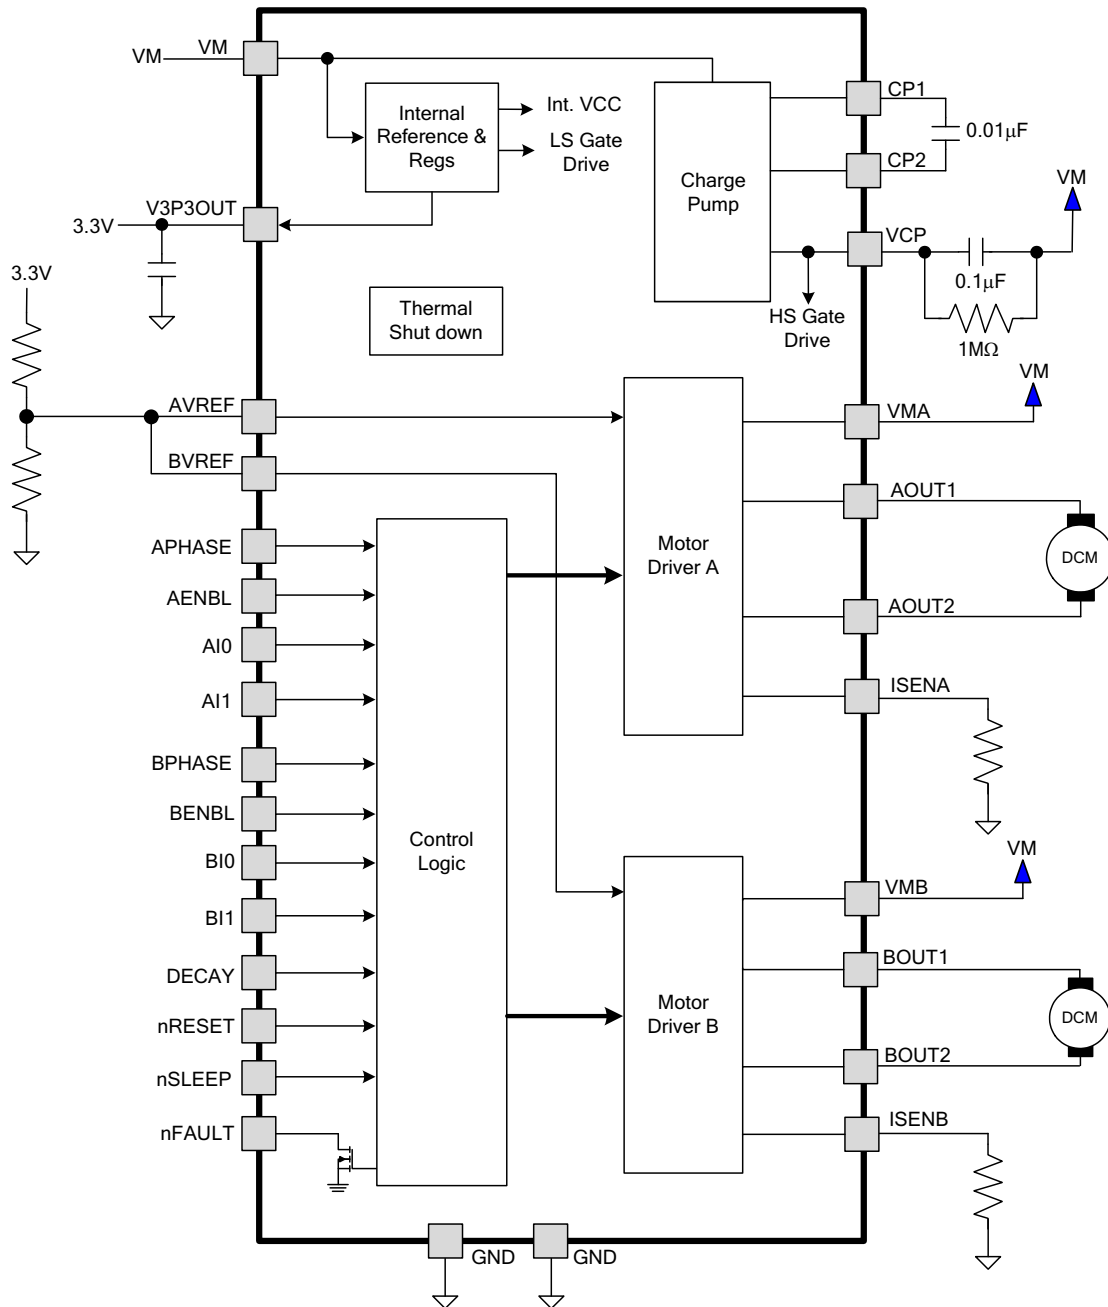 VM
VM
Internal
Reference &
Regs
Int. VCC
LS Gate
Drive
Charge
Pump
CP1
0.01µF
CP2
VM
VCP
0.1µF
1MΩ
HS Gate
Drive
V3P3OUT
3.3V
3.3V
Thermal
Shut down
AVREF
BVREF
APHASE
AENBL
AI0
AI1
BPHASE
BENBL
BI0
BI1
DECAY
nRESET
nSLEEP
nFAULT
Control
Logic
Motor
Driver A
VM
VMA
AOUT1
DCM
AOUT2
ISENA
Motor
Driver B
VM
VMB
BOUT1
DCM
BOUT2
ISENB
GND
GND